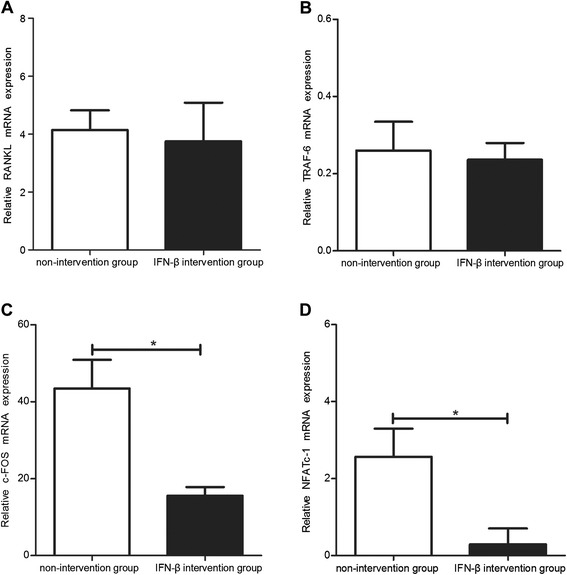 A
Relative RANKL mRNA expression
8
6
4
2
0
non-intervention group
IFN-β intervention group
B
Relative TRAF-6 mRNA expression
0.6
0.4
0.2
0.0
non-intervention group
IFN-β intervention group
C
Relative c-FOS mRNA expression
60
40
20
0
*
non-intervention group
IFN-β intervention group
D
Relative NFATc-1 mRNA expression
6
4
2
0
*
non-intervention group
IFN-β intervention group